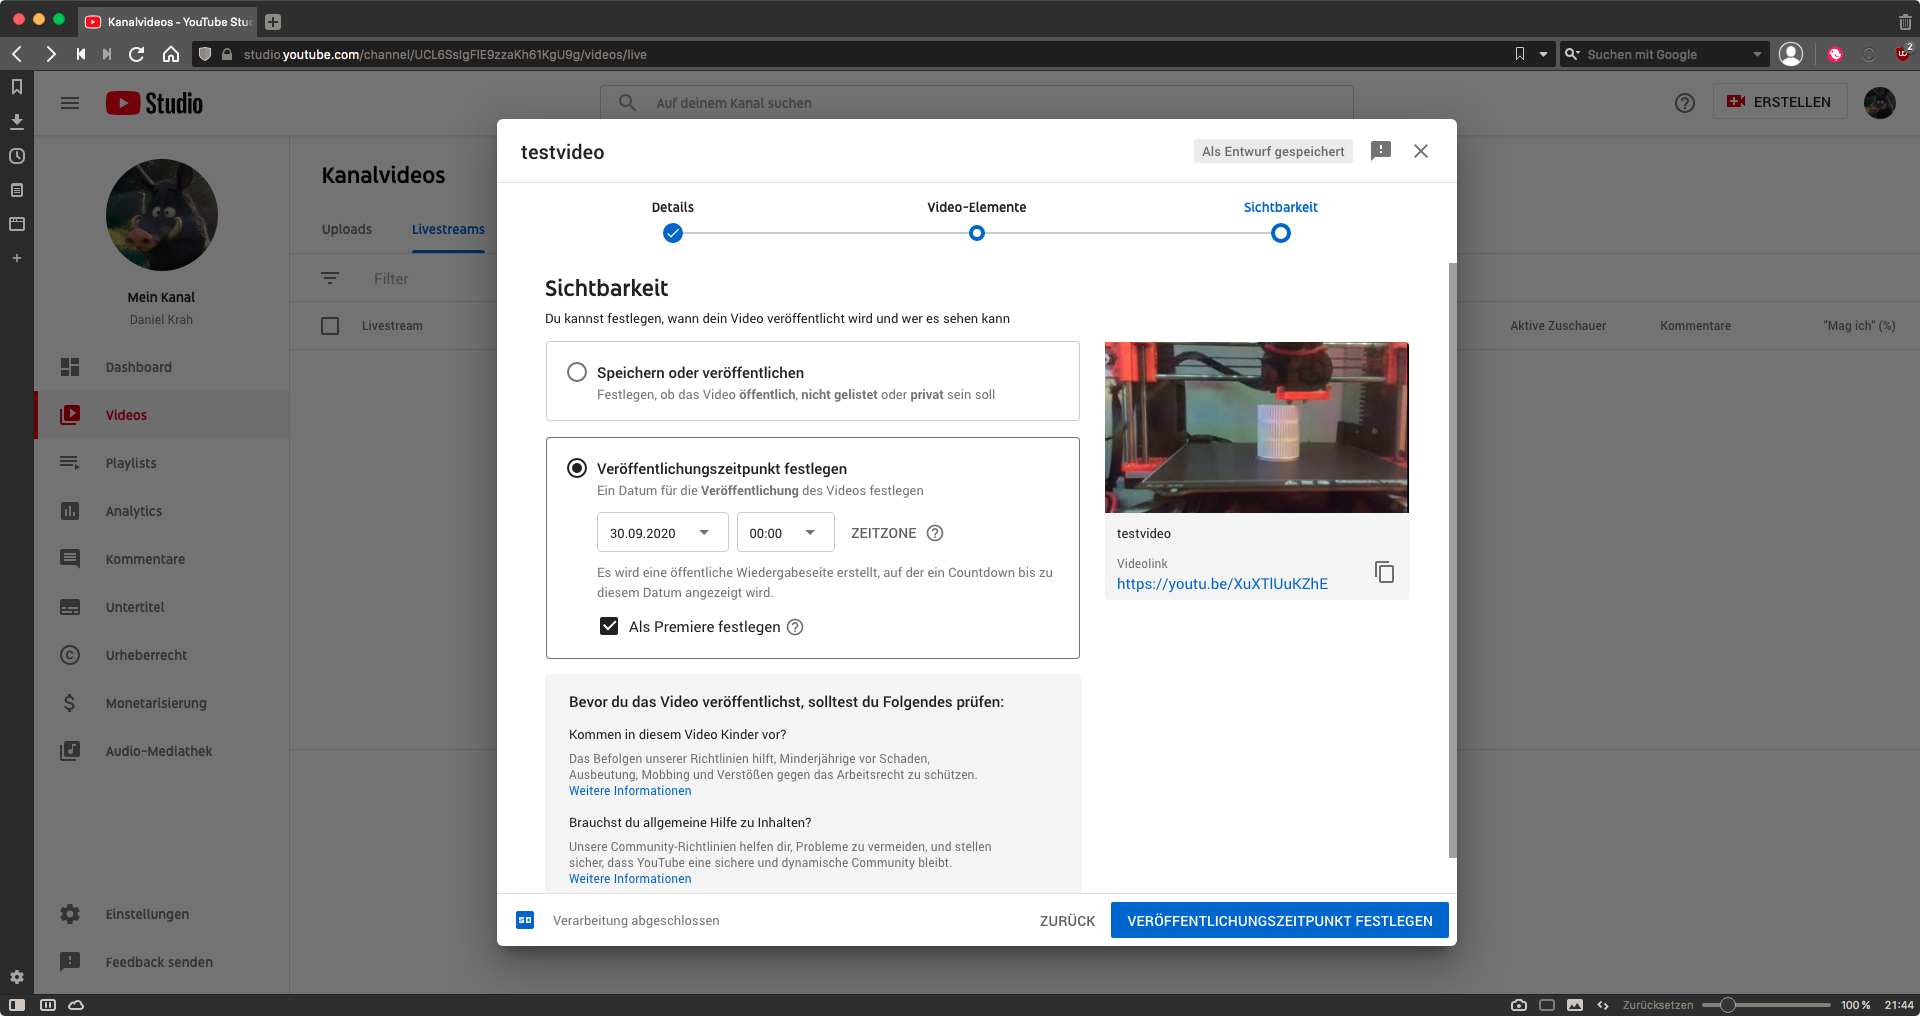 Kanalvideos - YouTube Stu
studio.youtube.com/channel/UCL6SsIgFIE9zzaKh61KgU9g/videos/live
Suchen mit Google
2
Studio
Auf deinem Kanal suchen
ERSTELLEN
Mein Kanal
Daniel Krah
Dashboard
Videos
Playlists
Analytics
Kommentare
Untertitel
Urheberrecht
Monetarisierung
Audio-Mediathek
Einstellungen
Feedback senden
Kanalvideos
Uploads
Livestreams
Filter
Livestream
Aktive Zuschauer
Kommentare
"Mag ich" (%)
testvideo
Als Entwurf gespeichert
Details
Video-Elemente
Sichtbarkeit
Sichtbarkeit
Du kannst festlegen, wann dein Video veröffentlicht wird und wer es sehen kann
Speichern oder veröffentlichen
Festlegen, ob das Video öffentlich, nicht gelistet oder privat sein soll
Veröffentlichungszeitpunkt festlegen
Ein Datum für die Veröffentlichung des Videos festlegen
30.09.2020
00:00
ZEITZONE
Es wird eine öffentliche Wiedergabeseite erstellt, auf der ein Countdown bis zu
diesem Datum angezeigt wird.
Als Premiere festlegen
Bevor du das Video veröffentlichst, solltest du Folgendes prüfen:
Kommen in diesem Video Kinder vor?
Das Befolgen unserer Richtlinien hilft, Minderjährige vor Schaden,
Ausbeutung, Mobbing und Verstößen gegen das Arbeitsrecht zu schützen.
Weitere Informationen
Brauchst du allgemeine Hilfe zu Inhalten?
Unsere Community-Richtlinien helfen dir, Probleme zu vermeiden, und stellen
sicher, dass YouTube eine sichere und dynamische Community bleibt.
Weitere Informationen
testvideo
Videolink
https://youtu.be/XuXTlUuKZhE
SD
Verarbeitung abgeschlossen
ZURÜCK
VERÖFFENTLICHUNGSZEITPUNKT FESTLEGEN
Zurücksetzen
100 %
21:44